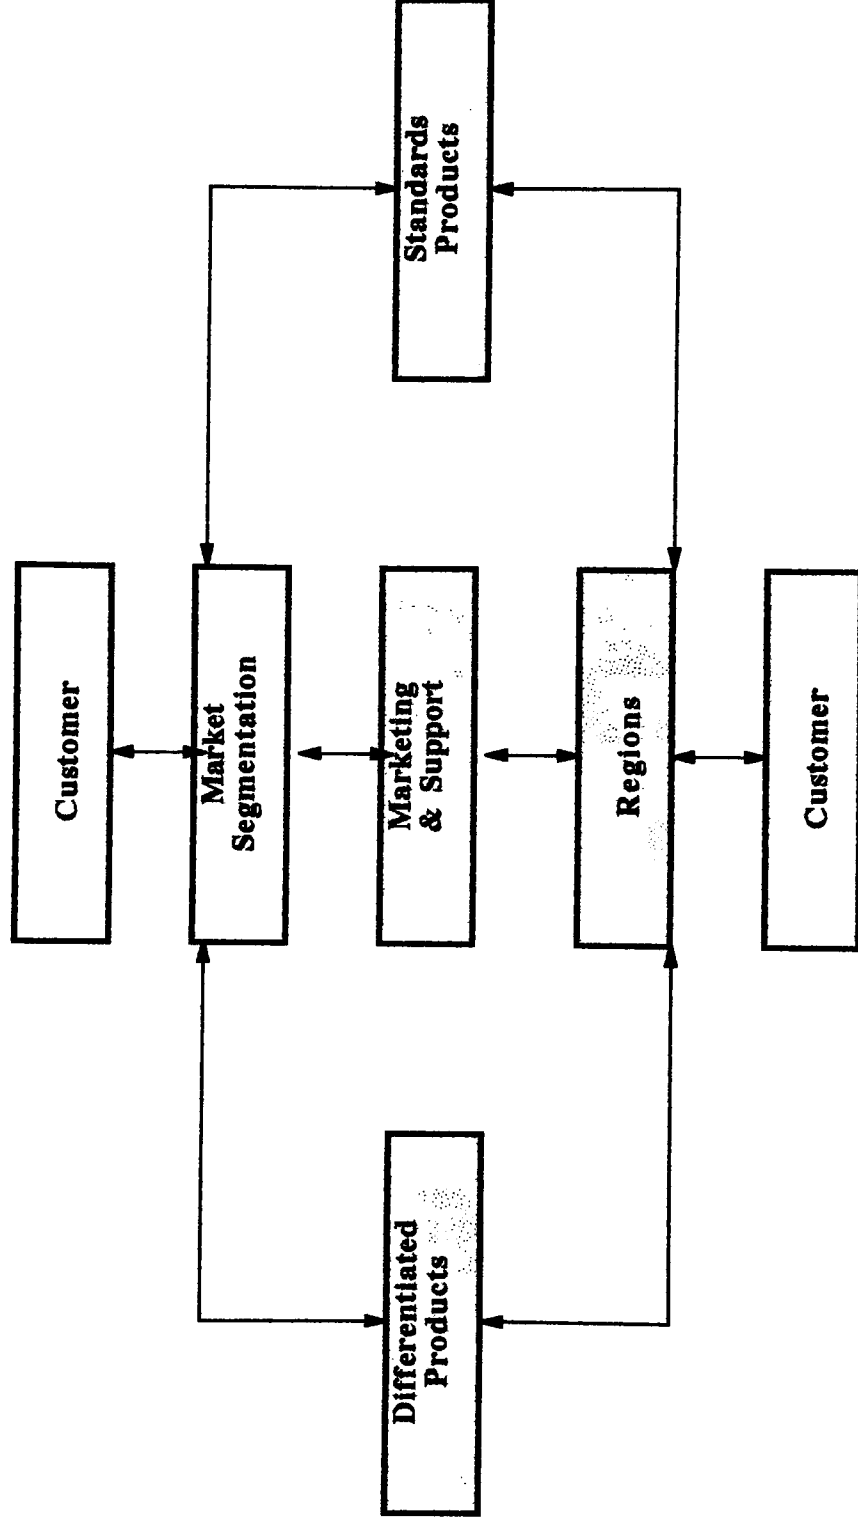 Customer
Market
Segmentation
Differentiated
Products
Marketing
& Support
Standards
Products
Regions
Customer